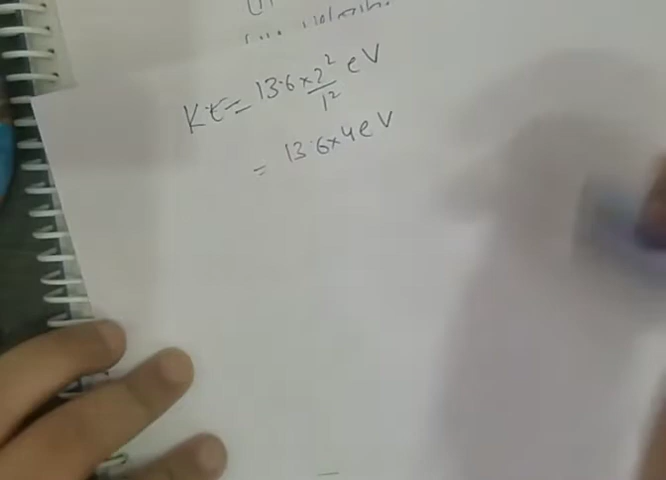 KE = 13.6 × 2² / 1² eV
= 13.6 × 4 eV